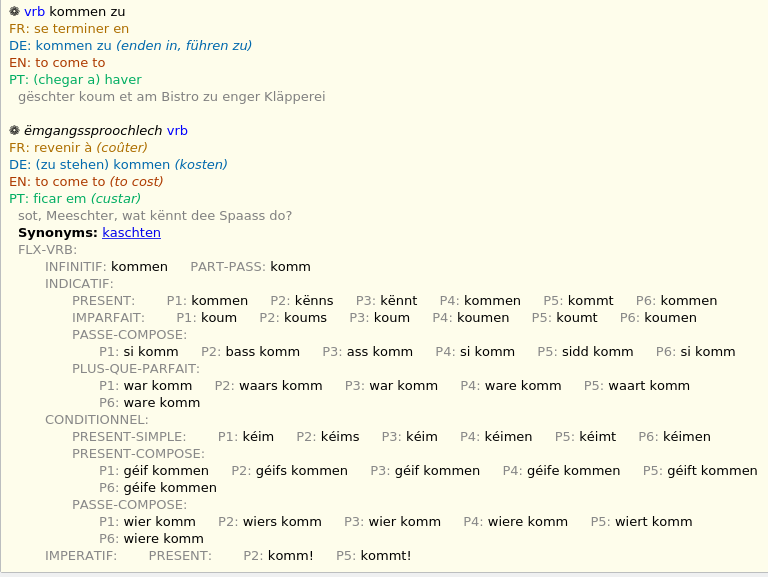 ❁ vrb kommen zu
FR: se terminer en
DE: kommen zu (enden in, führen zu)
EN: to come to
PT: (chegar a) haver
gëschter koum et am Bistro zu enger Kläpperei
❁ ëmgangssproochlech vrb
FR: revenir à (coûter)
DE: (zu stehen) kommen (kosten)
EN: to come to (to cost)
PT: ficar em (custar)
sot, Meeschter, wat kënnt dee Spaass do?
Synonyms: kaschten
FLX-VRB:
INFINITIF: kommen PART-PASS: komm
INDICATIF:
PRESENT: P1: kommen P2: kënns P3: kënnt P4: kommen P5: kommt P6: kommen
IMPARFAIT: P1: koum P2: koums P3: koum P4: koumen P5: koumt P6: koumen
PASSE-COMPOSE:
P1: si komm P2: bass komm P3: ass komm P4: si komm P5: sidd komm P6: si komm
PLUS-QUE-PARFAIT:
P1: war komm P2: waars komm P3: war komm P4: ware komm P5: waart komm
P6: ware komm
CONDITIONNEL:
PRESENT-SIMPLE: P1: kéim P2: kéims P3: kéim P4: kéimen P5: kéimt P6: kéimen
PRESENT-COMPOSE:
P1: géif kommen P2: géifs kommen P3: géif kommen P4: géife kommen P5: géift kommen
P6: géife kommen
PASSE-COMPOSE:
P1: wier komm P2: wiers komm P3: wier komm P4: wiere komm P5: wiert komm
P6: wiere komm
IMPERATIF: PRESENT: P2: komm! P5: kommt!